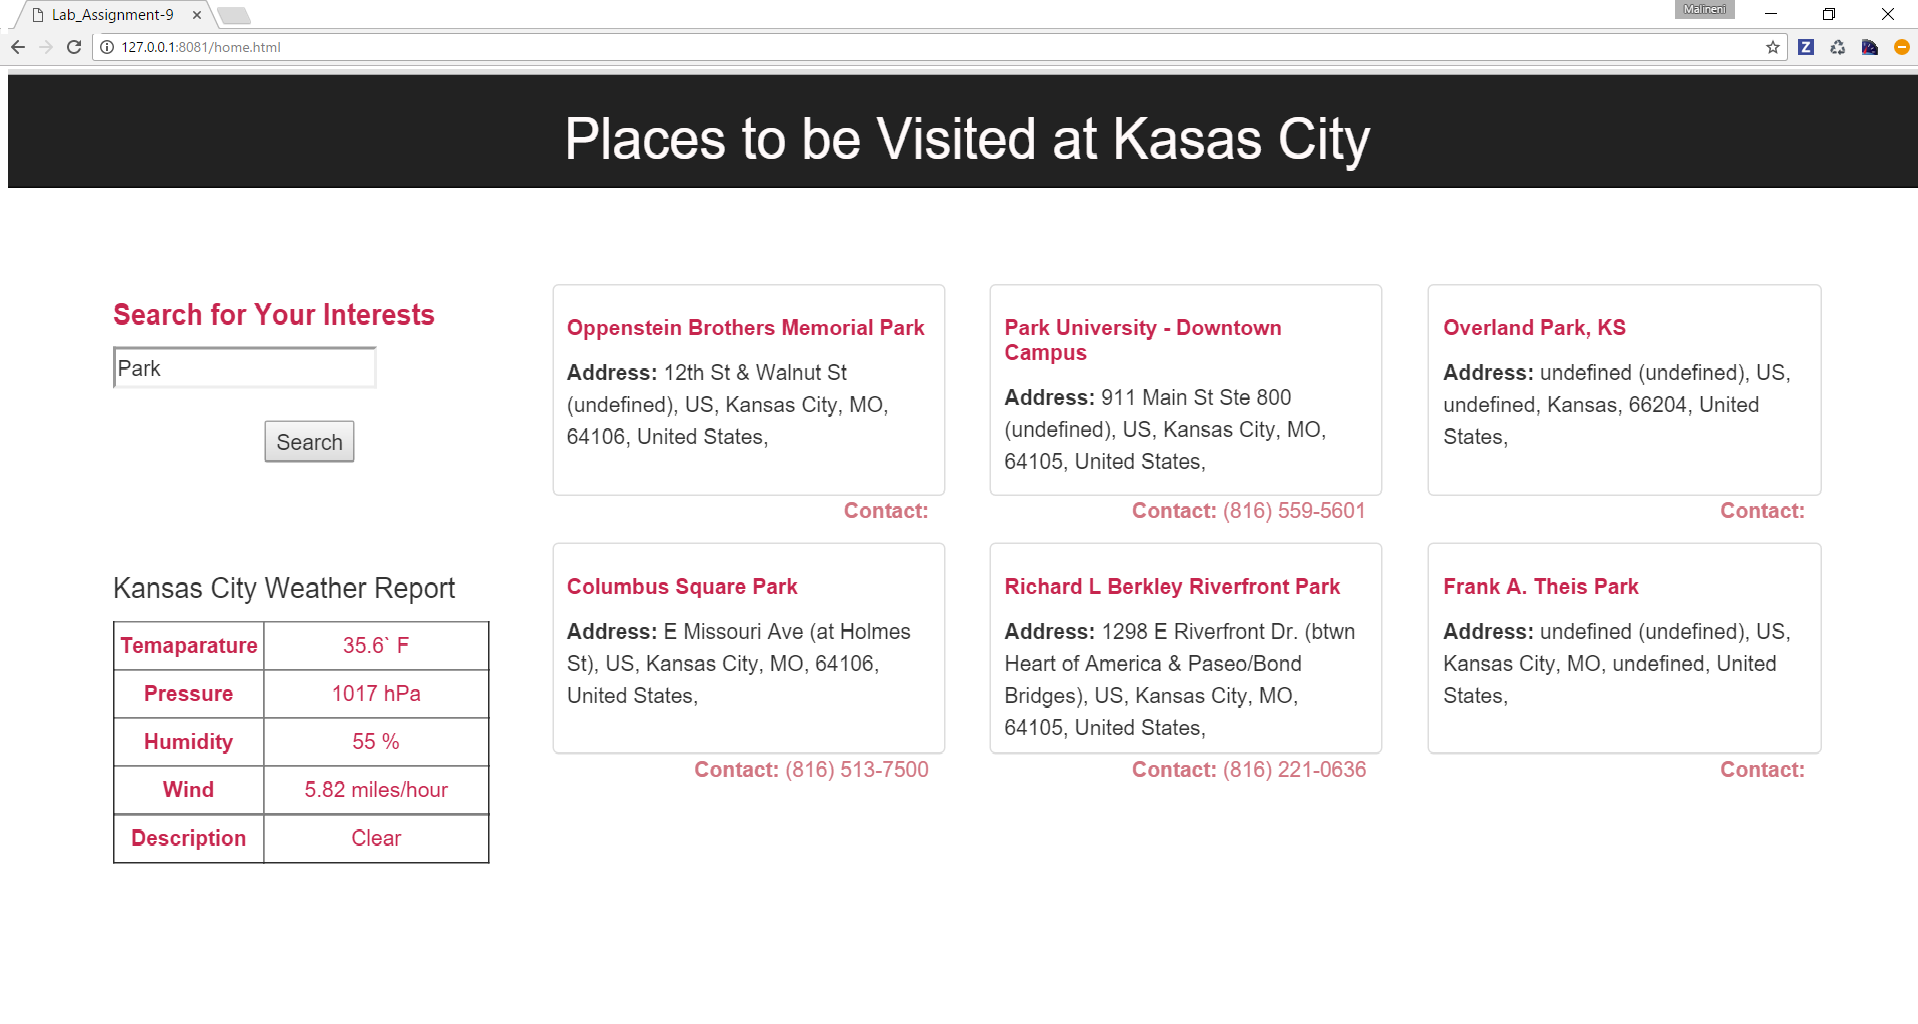 Lab_Assignment-9
Malineni
127.0.0.1:8081/home.html
Z
Places to be Visited at Kasas City
Search for Your Interests
Park
Search
Kansas City Weather Report
Temaparature 35.6` F
Pressure 1017 hPa
Humidity 55 %
Wind 5.82 miles/hour
Description Clear
Oppenstein Brothers Memorial Park
Address: 12th St & Walnut St
(undefined), US, Kansas City, MO,
64106, United States,
Contact:
Park University - Downtown
Campus
Address: 911 Main St Ste 800
(undefined), US, Kansas City, MO,
64105, United States,
Contact: (816) 559-5601
Overland Park, KS
Address: undefined (undefined), US,
undefined, Kansas, 66204, United
States,
Contact:
Columbus Square Park
Address: E Missouri Ave (at Holmes
St), US, Kansas City, MO, 64106,
United States,
Contact: (816) 513-7500
Richard L Berkley Riverfront Park
Address: 1298 E Riverfront Dr. (btwn
Heart of America & Paseo/Bond
Bridges), US, Kansas City, MO,
64105, United States,
Contact: (816) 221-0636
Frank A. Theis Park
Address: undefined (undefined), US,
Kansas City, MO, undefined, United
States,
Contact: